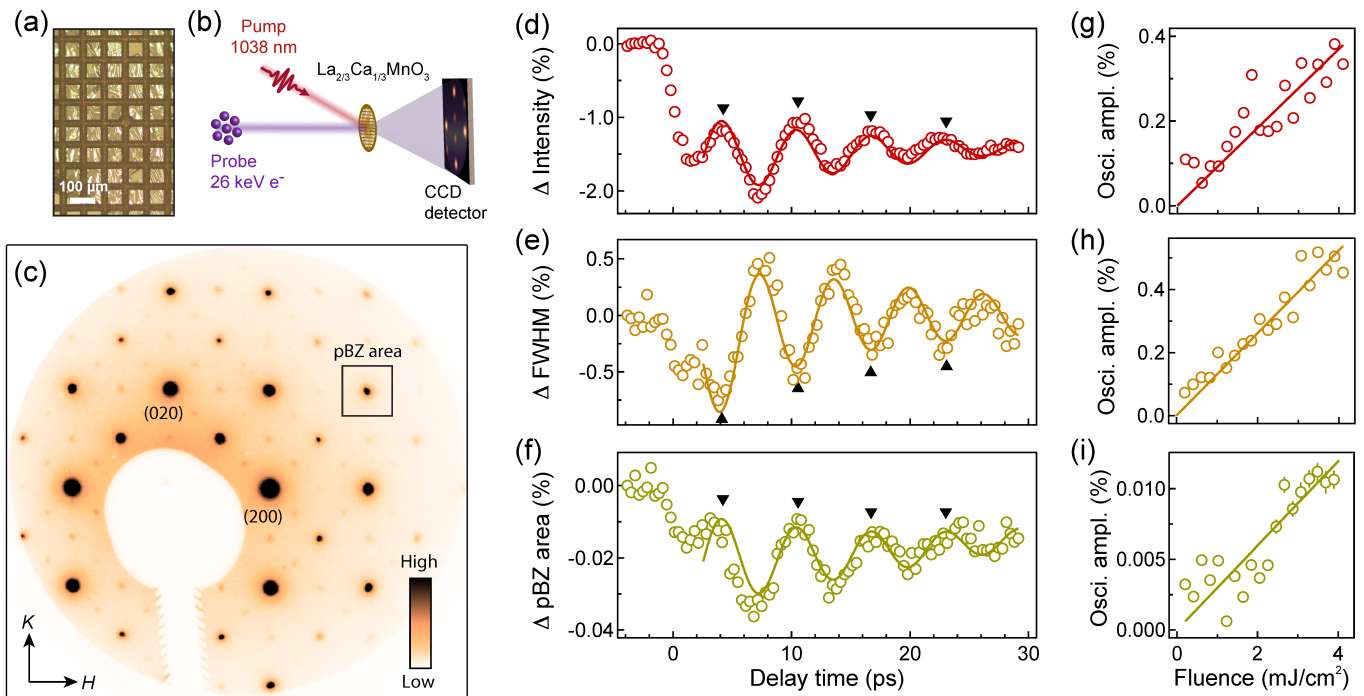 (a)
100 μm
(b)
Pump
1038 nm
La2/3Ca1/3MnO3
Probe
26 keV e−
CCD
detector
(c)
pBZ area
(020)
(200)
High
Low
K
H
(d)
Δ Intensity (%)
0.0
-1.0
-2.0
(e)
Δ FWHM (%)
0.5
0.0
-0.5
(f)
Δ pBZ area (%)
0.00
-0.02
-0.04
0 10 20 30
Delay time (ps)
(g)
Osci. ampl. (%)
0.4
0.2
0.0
(h)
Osci. ampl. (%)
0.4
0.2
0.0
(i)
Osci. ampl. (%)
0.010
0.005
0.000
0 2 4
Fluence (mJ/cm2)